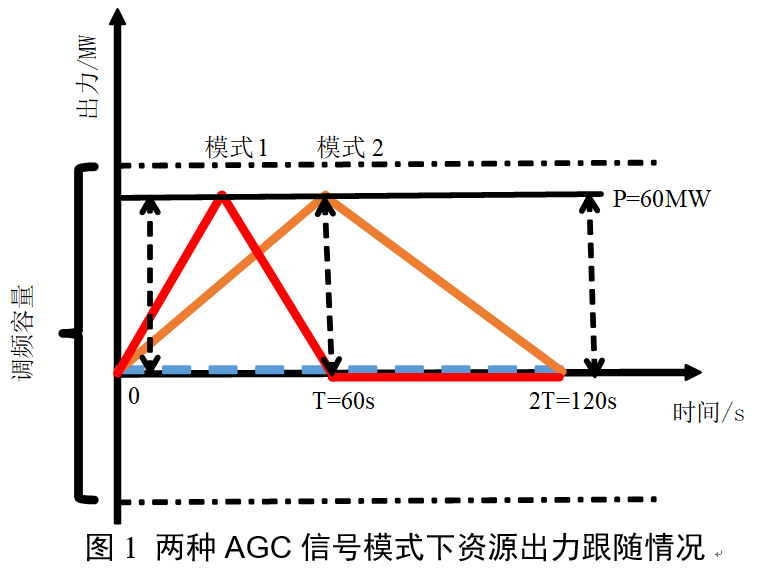 出力/MW
模式1
模式2
P=60MW
调频容量
0
T=60s
2T=120s
时间/s
图 1 两种 AGC 信号模式下资源出力跟随情况